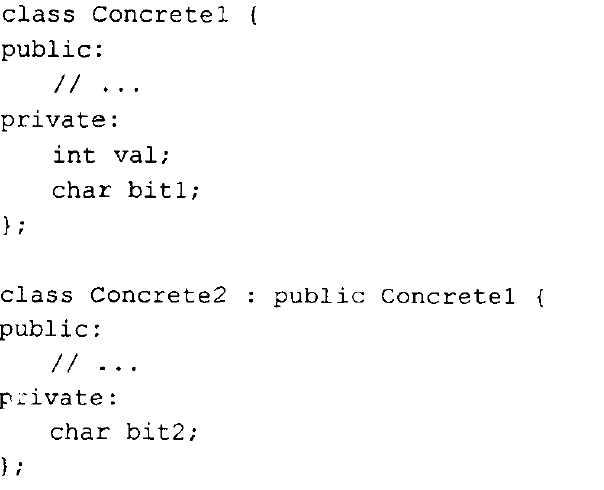 class Concrete1 {
public:
    // ...
private:
    int val;
    char bit1;
};

class Concrete2 : public Concrete1 {
public:
    // ...
private:
    char bit2;
};